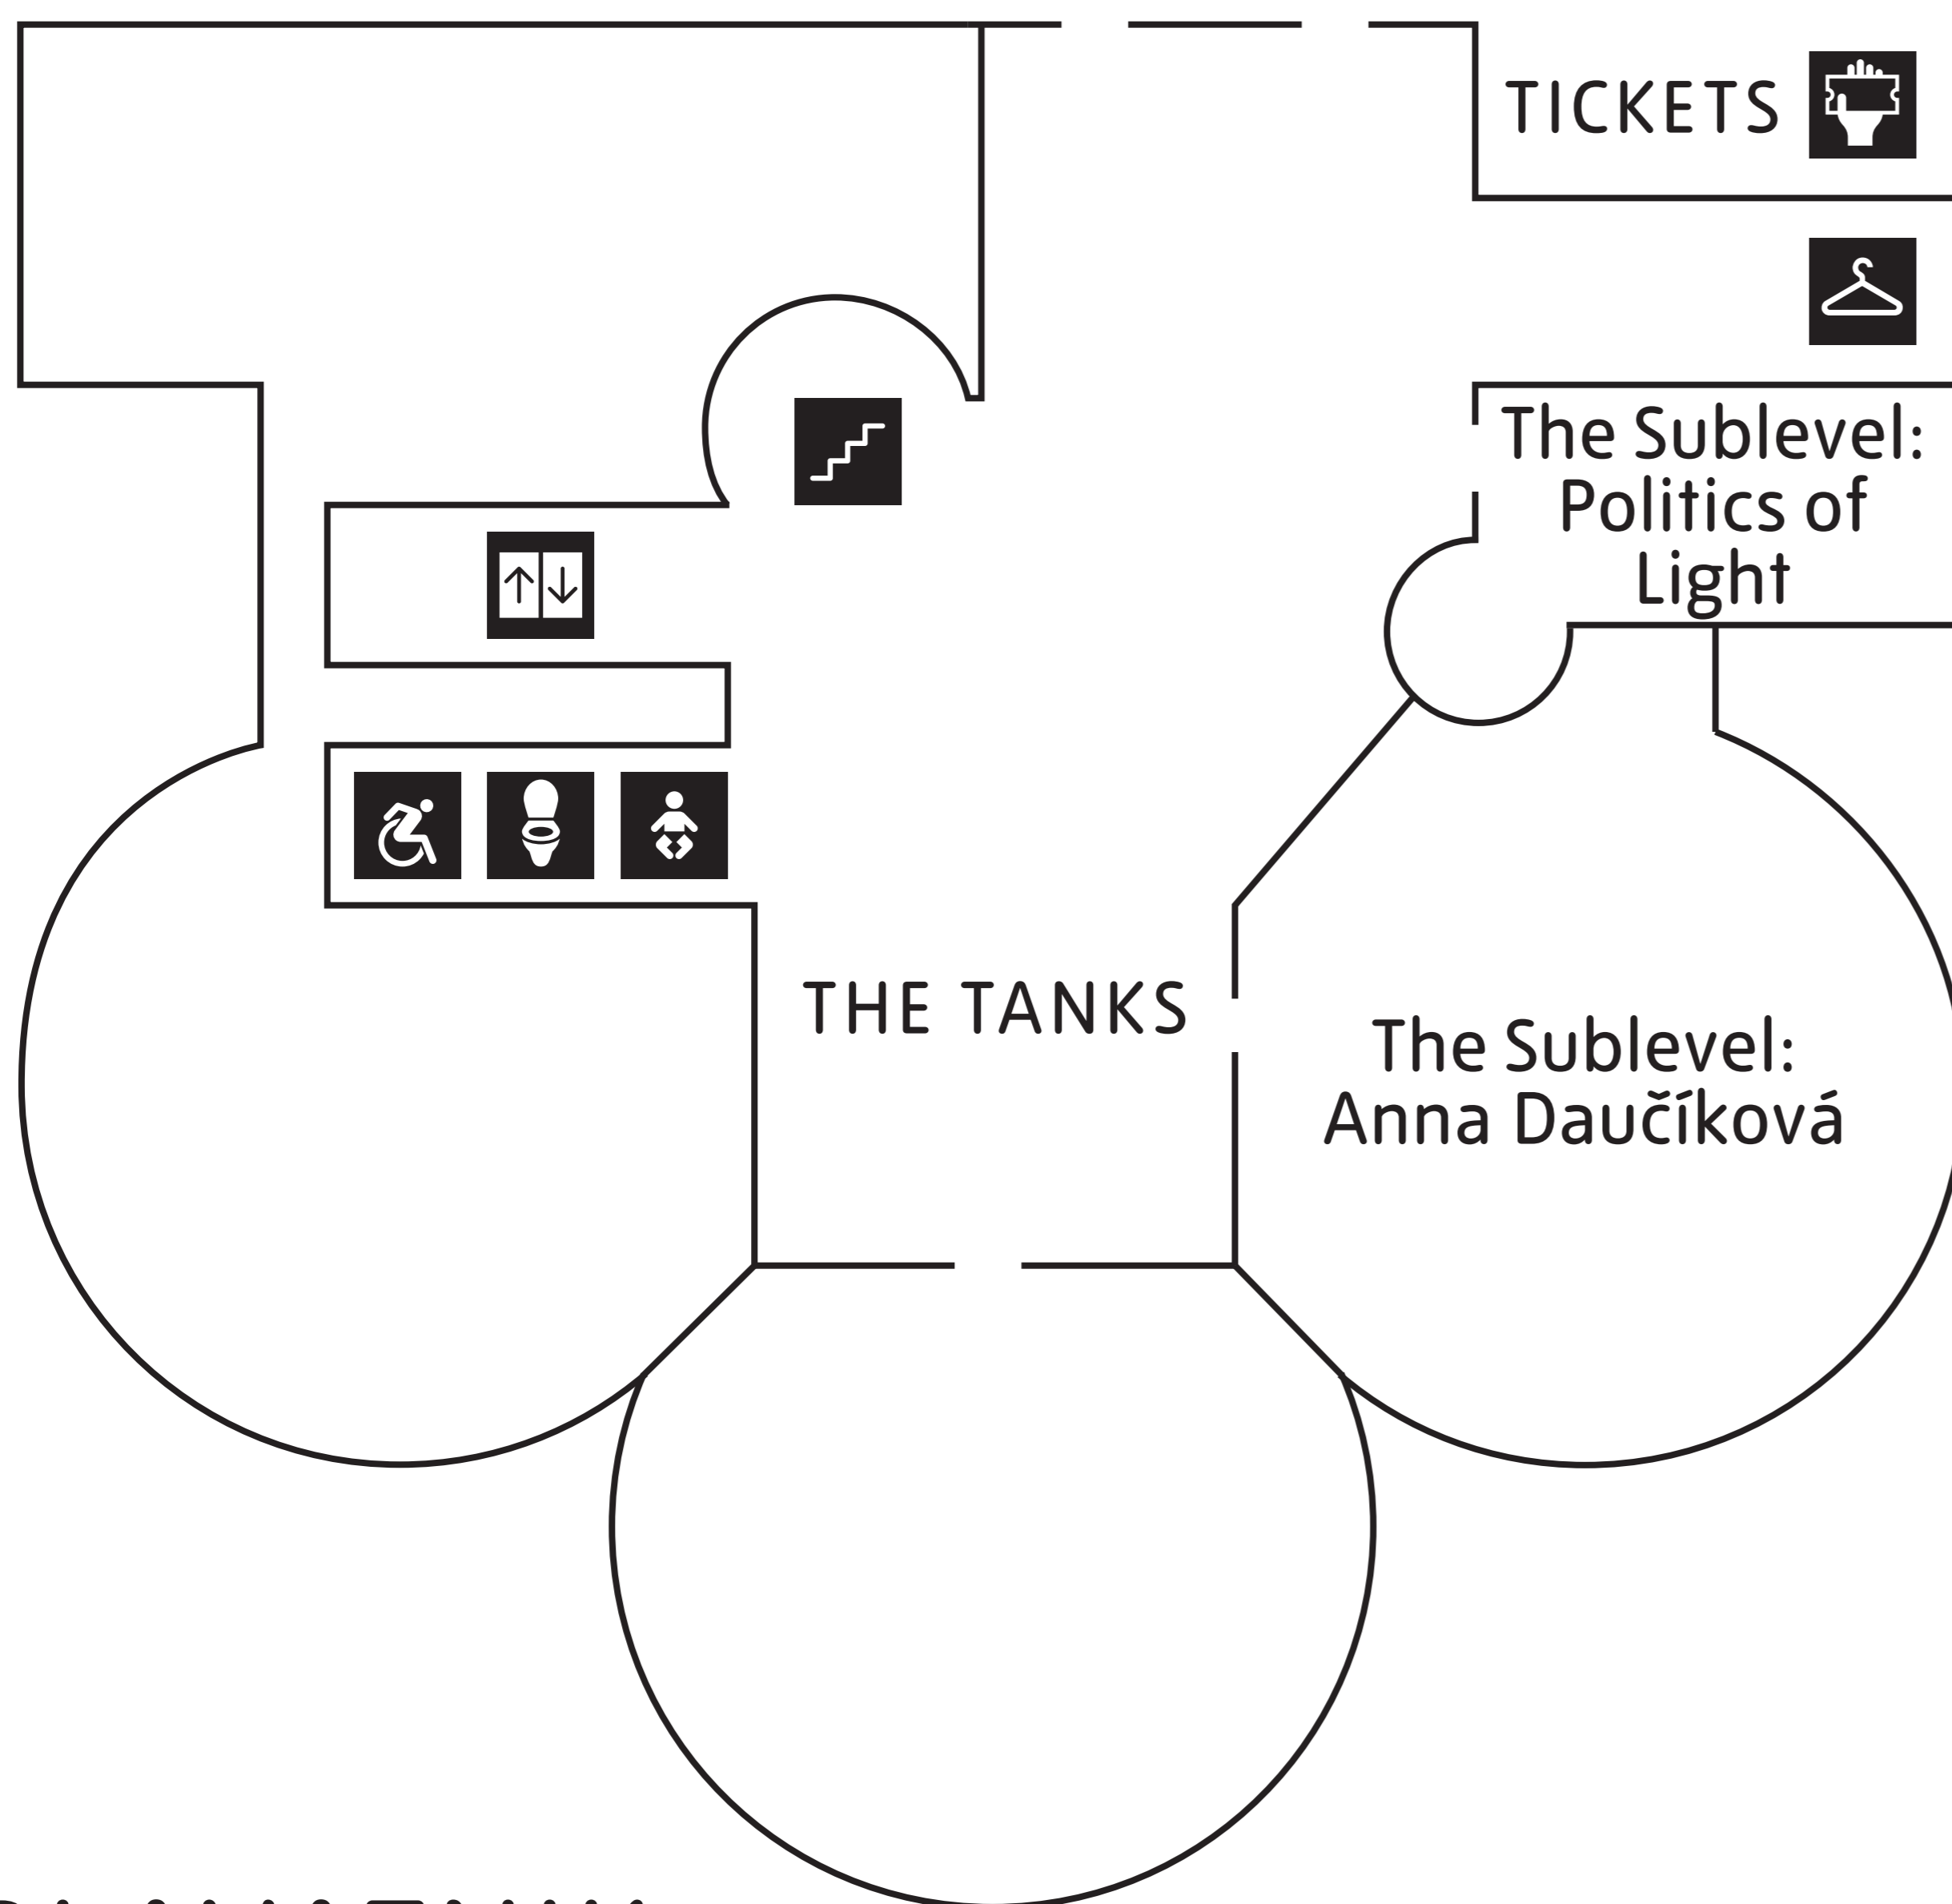 TICKETS
The Sublevel:
Politics of
Light
THE TANKS
The Sublevel:
Anna Daučíková